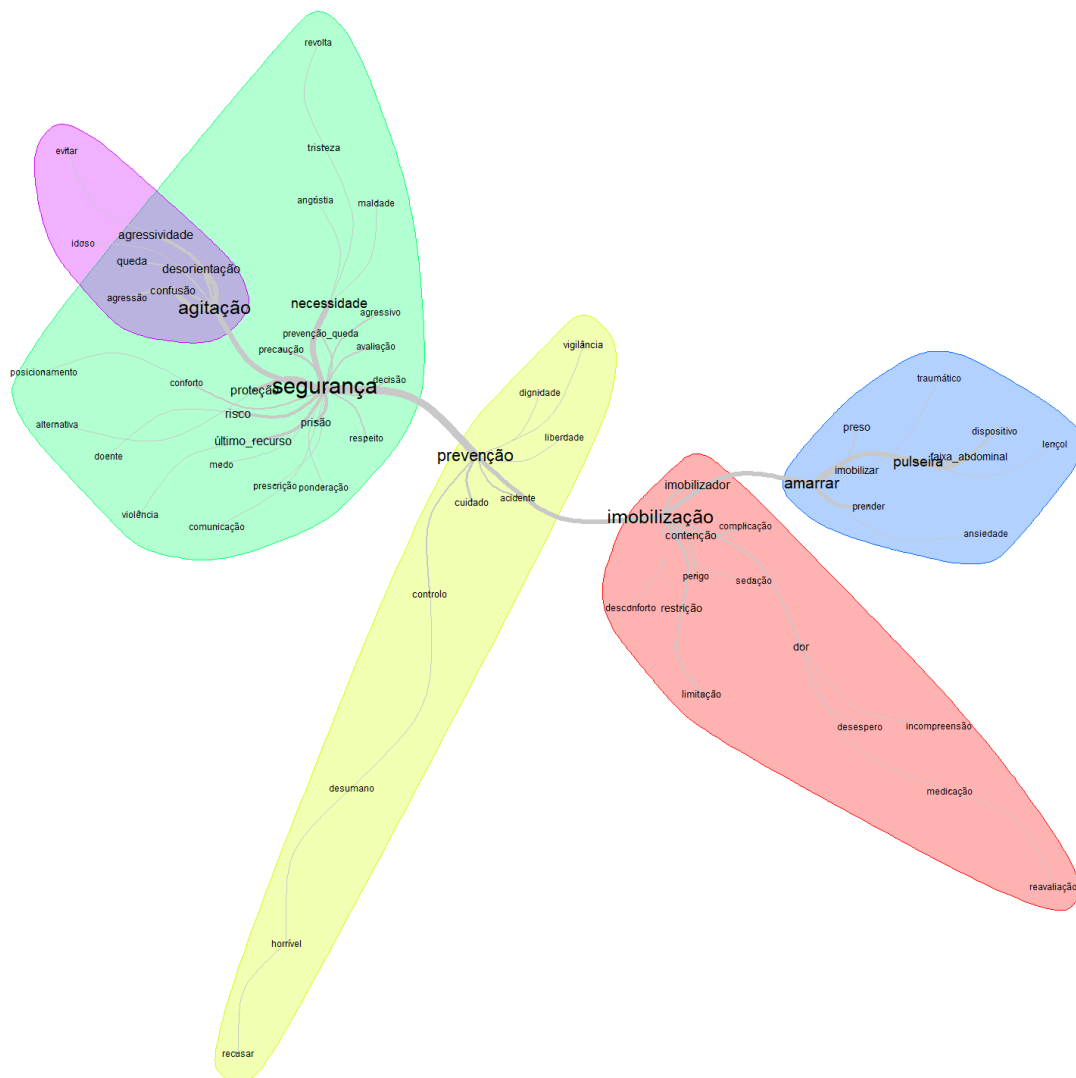 revolta
tristeza
angústia
maldade
evitar
agressividade
idoso
queda
desorientação
confusão
agressão
agitação
necessidade
agressivo
prevenção_queda
precaução
avaliação
posicionamento
conforto
proteção
segurança
decisão
alternativa
risco
prisão
último_recurso
respeito
doente
medo
prescrição
ponderação
violência
comunicação
vigilância
dignidade
liberdade
prevenção
cuidado
acidente
controlo
desumano
horrível
recusar
imobilizador
imobilização
complicação
contenção
perigo
sedação
desconforto
restrição
dor
limitação
desespero
incompreensão
medicação
reavaliação
traumático
preso
dispositivo
lençol
pulseira
faixa_abdominal
imobilizar
amarrar
prender
ansiedade